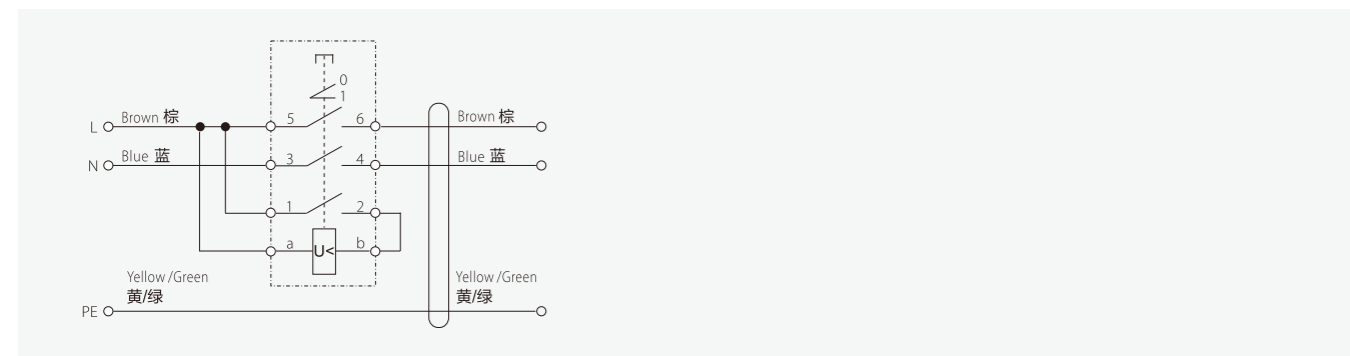 0
1
L Brown 棕 5 6 Brown 棕
N Blue 蓝 3 4 Blue 蓝
1 2
a U< b
Yellow /Green Yellow /Green
黄/绿 黄/绿
PE